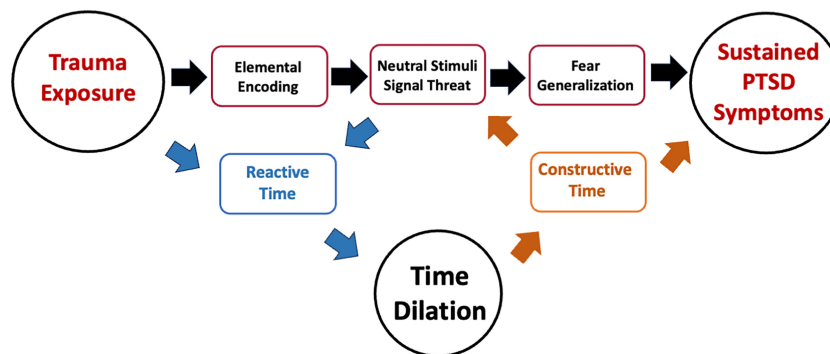 Trauma
Exposure
Elemental
Encoding
Neutral Stimuli
Signal Threat
Fear
Generalization
Sustained
PTSD
Symptoms
Reactive
Time
Constructive
Time
Time
Dilation